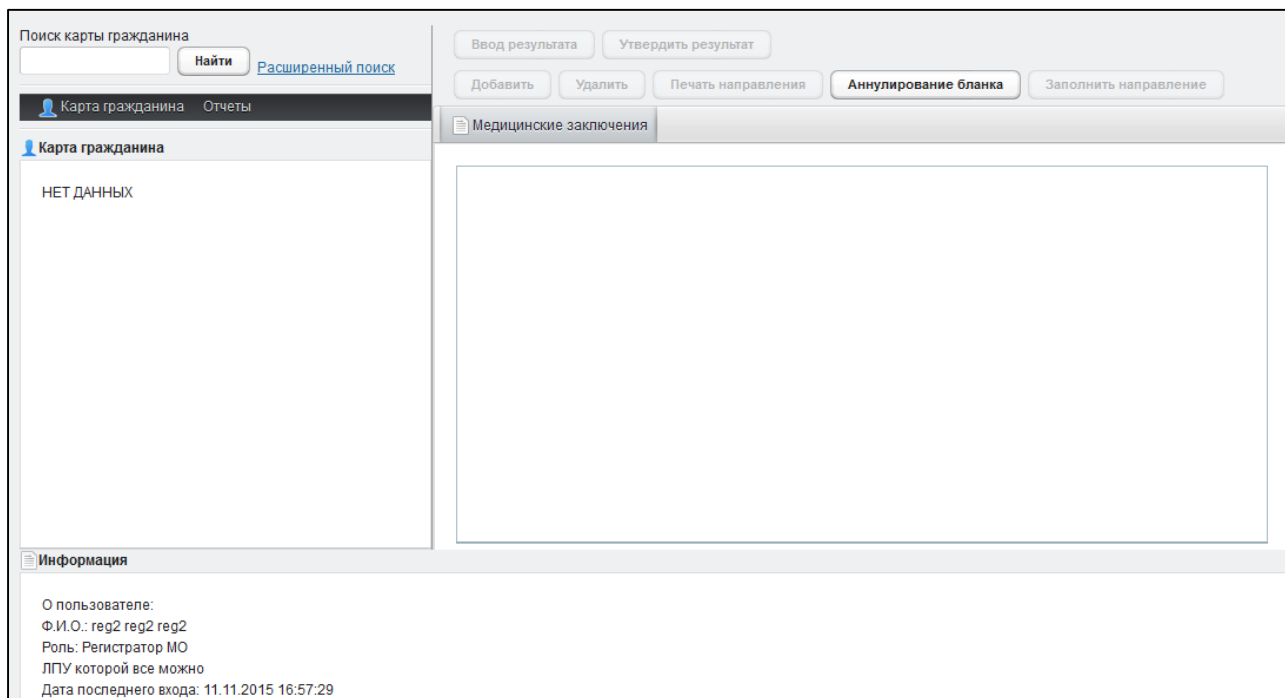 Поиск карты гражданина
Найти Расширенный поиск
Карта гражданина Отчеты
Карта гражданина
НЕТ ДАННЫХ
Ввод результата Утвердить результат
Добавить Удалить Печать направления Аннулирование бланка Заполнить направление
Медицинские заключения
Информация
О пользователе:
Ф.И.О.: reg2 reg2 reg2
Роль: Регистратор МО
ЛПУ которой все можно
Дата последнего входа: 11.11.2015 16:57:29